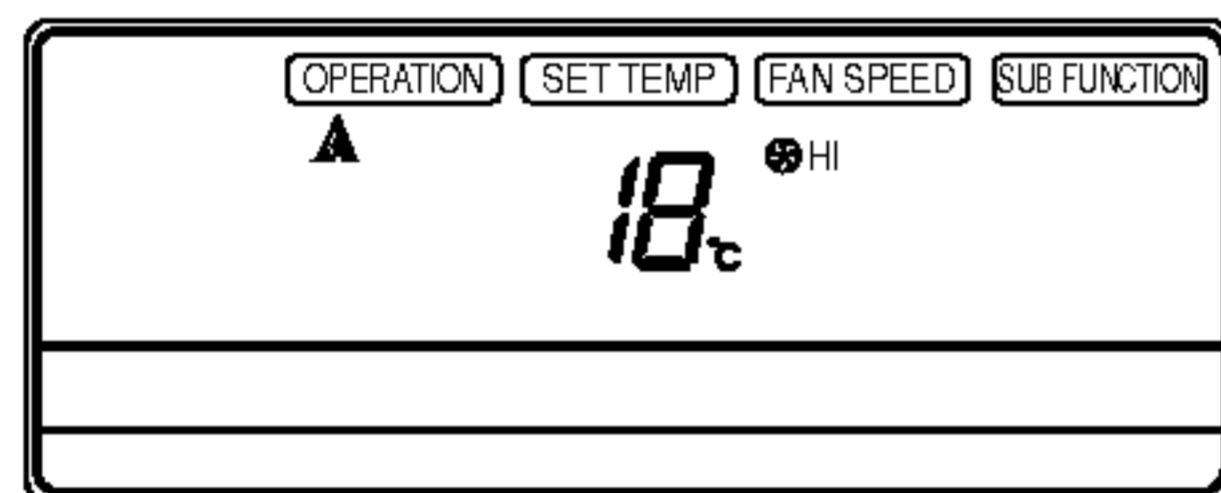 OPERATION SET TEMP FAN SPEED SUB FUNCTION
A HI
18°C